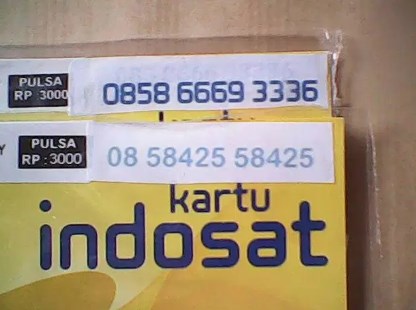 PULSA
RP :3000
0858 6669 3336
PULSA
RP :3000
08 58425 58425
kartu
indosat